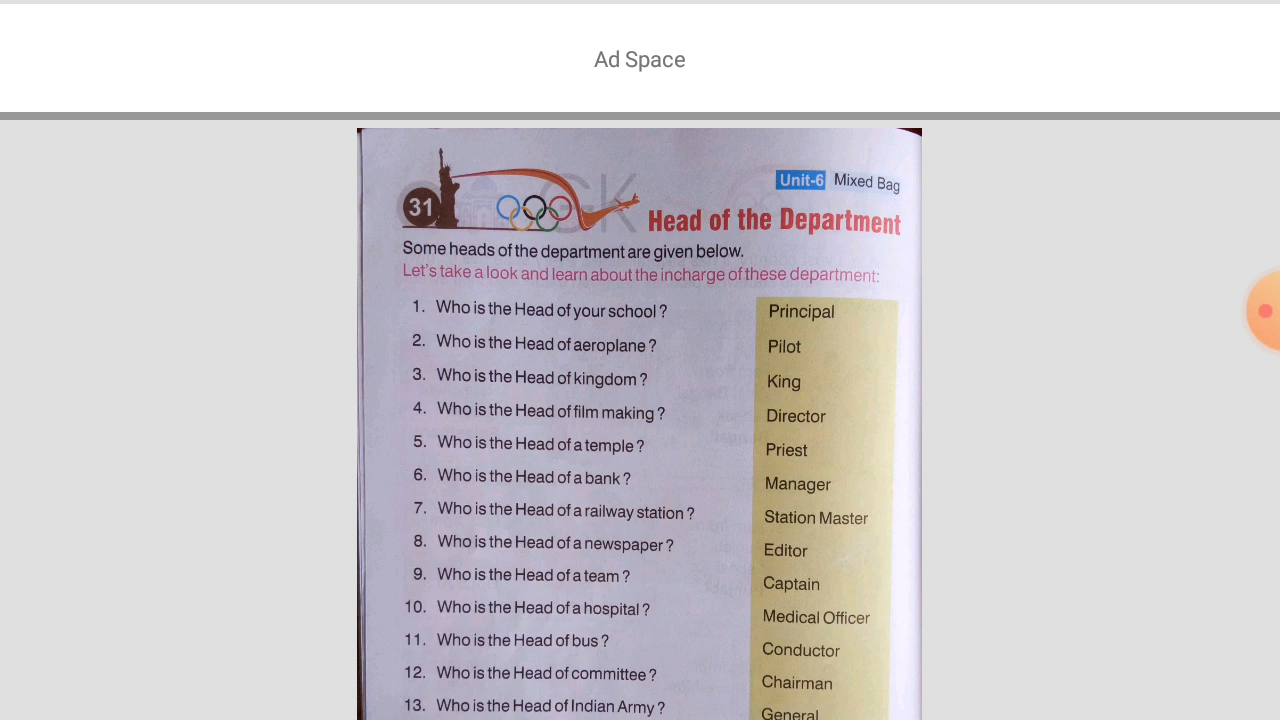 Ad Space
GK
31
Unit-6 Mixed Bag
Head of the Department
Some heads of the department are given below.
Let's take a look and learn about the incharge of these department:
1. Who is the Head of your school ? Principal
2. Who is the Head of aeroplane ? Pilot
3. Who is the Head of kingdom ? King
4. Who is the Head of film making ? Director
5. Who is the Head of a temple ? Priest
6. Who is the Head of a bank ? Manager
7. Who is the Head of a railway station ? Station Master
8. Who is the Head of a newspaper ? Editor
9. Who is the Head of a team ? Captain
10. Who is the Head of a hospital ? Medical Officer
11. Who is the Head of bus ? Conductor
12. Who is the Head of committee ? Chairman
13. Who is the Head of Indian Army ? General